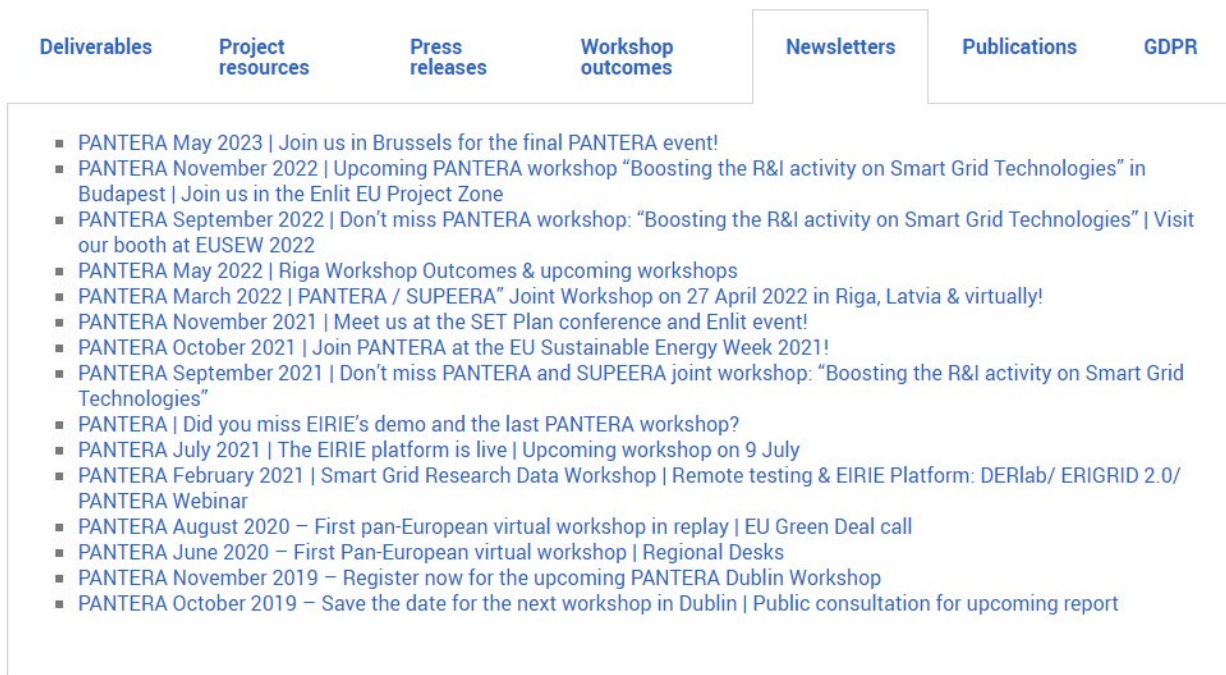 Deliverables
Project
resources
Press
releases
Workshop
outcomes
Newsletters
Publications
GDPR
PANTERA May 2023 | Join us in Brussels for the final PANTERA event!
PANTERA November 2022 | Upcoming PANTERA workshop “Boosting the R&I activity on Smart Grid Technologies” in
Budapest | Join us in the Enlit EU Project Zone
PANTERA September 2022 | Don’t miss PANTERA workshop: “Boosting the R&I activity on Smart Grid Technologies” | Visit
our booth at EUSEW 2022
PANTERA May 2022 | Riga Workshop Outcomes & upcoming workshops
PANTERA March 2022 | PANTERA / SUPEERA” Joint Workshop on 27 April 2022 in Riga, Latvia & virtually!
PANTERA November 2021 | Meet us at the SET Plan conference and Enlit event!
PANTERA October 2021 | Join PANTERA at the EU Sustainable Energy Week 2021!
PANTERA September 2021 | Don’t miss PANTERA and SUPEERA joint workshop: “Boosting the R&I activity on Smart Grid
Technologies”
PANTERA | Did you miss EIRIE’s demo and the last PANTERA workshop?
PANTERA July 2021 | The EIRIE platform is live | Upcoming workshop on 9 July
PANTERA February 2021 | Smart Grid Research Data Workshop | Remote testing & EIRIE Platform: DERlab/ ERIGRID 2.0/
PANTERA Webinar
PANTERA August 2020 – First pan-European virtual workshop in replay | EU Green Deal call
PANTERA June 2020 – First Pan-European virtual workshop | Regional Desks
PANTERA November 2019 – Register now for the upcoming PANTERA Dublin Workshop
PANTERA October 2019 – Save the date for the next workshop in Dublin | Public consultation for upcoming report